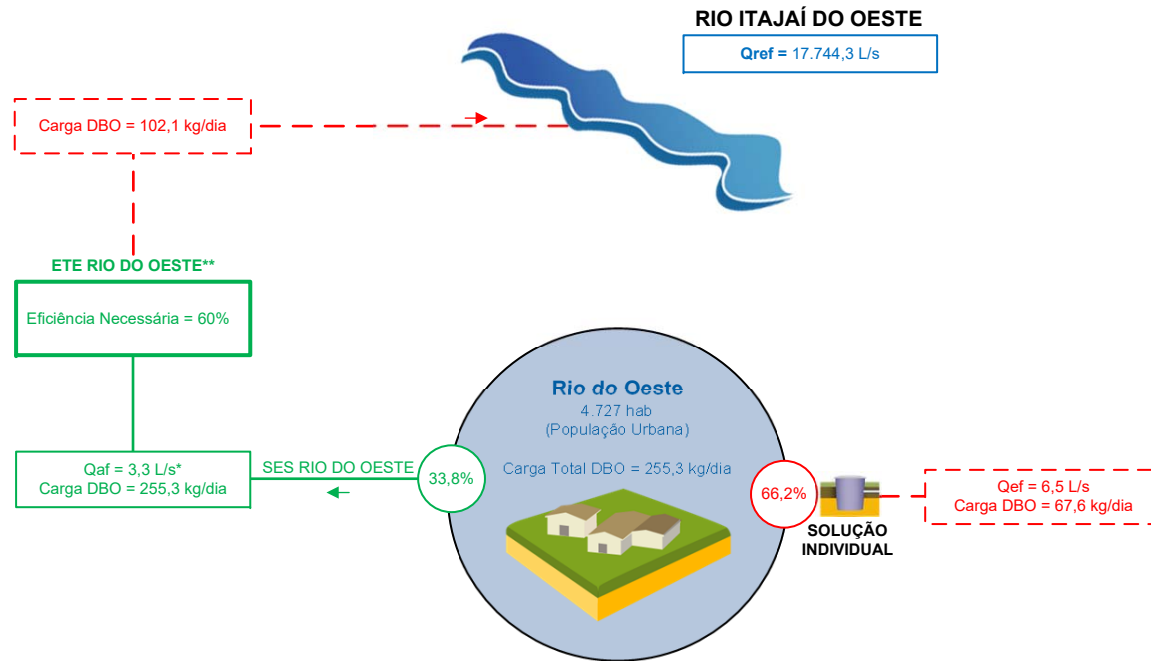 RIO ITAJAÍ DO OESTE
Qref = 17.744,3 L/s
Carga DBO = 102,1 kg/dia
ETE RIO DO OESTE**
Eficiência Necessária = 60%
Rio do Oeste
4.727 hab
(População Urbana)
Carga Total DBO = 255,3 kg/dia
Qaf = 3,3 L/s*
Carga DBO = 255,3 kg/dia
SES RIO DO OESTE
33,8%
66,2%
SOLUÇÃO
INDIVIDUAL
Qef = 6,5 L/s
Carga DBO = 67,6 kg/dia